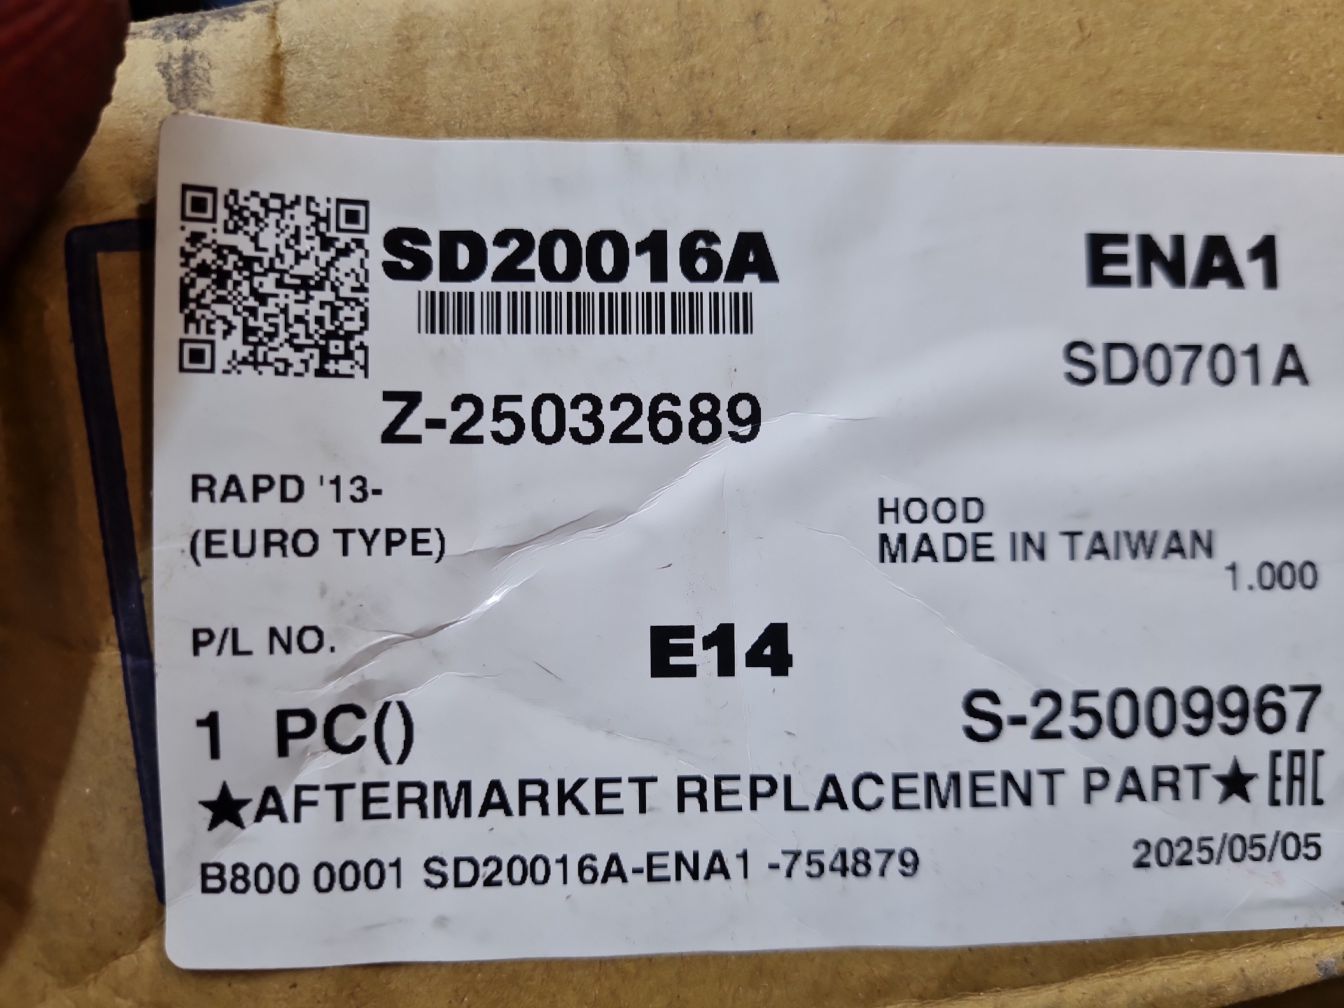 SD20016A
ENA1
SD0701A
Z-25032689
RAPD '13-
(EURO TYPE)
HOOD
MADE IN TAIWAN
1.000
P/L NO.
E14
1 PC()
S-25009967
★AFTERMARKET REPLACEMENT PART★ EAC
B800 0001 SD20016A-ENA1 -754879
2025/05/05